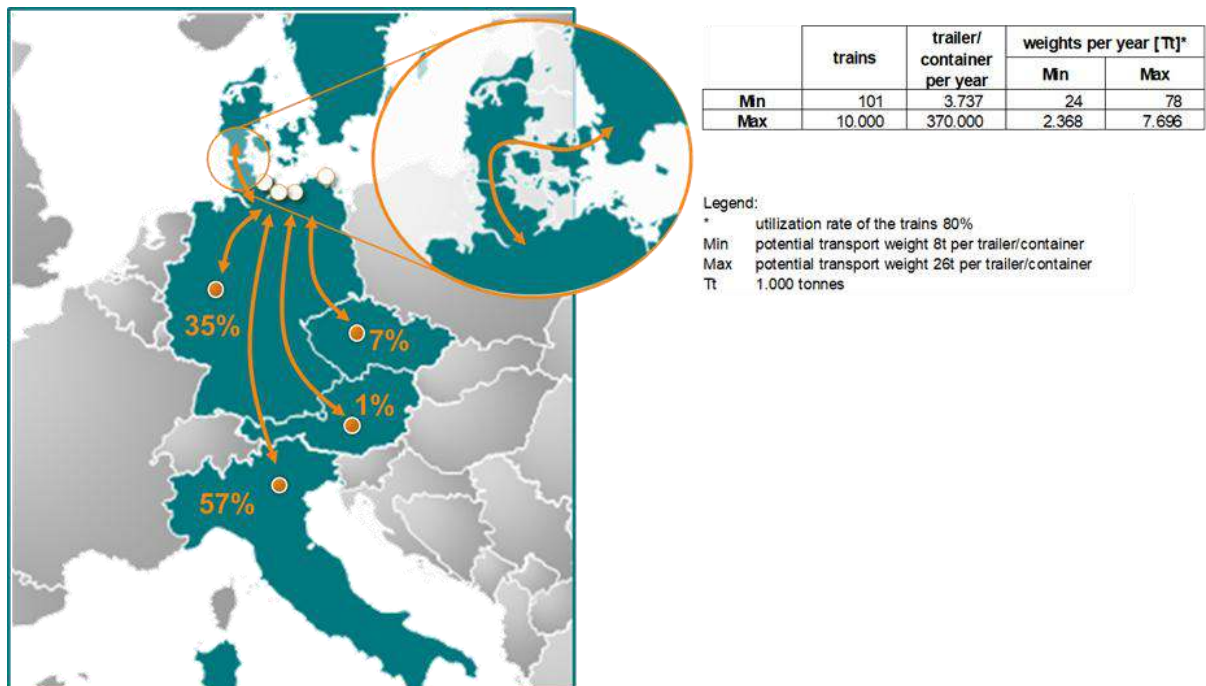 35%
7%
1%
57%
trains
trailer/
container
per year
weights per year [Tt]*
Min
Max
Min 101 3.737 24 78
Max 10.000 370.000 2.368 7.696
Legend:
* utilization rate of the trains 80%
Min potential transport weight 8t per trailer/container
Max potential transport weight 26t per trailer/container
Tt 1.000 tonnes